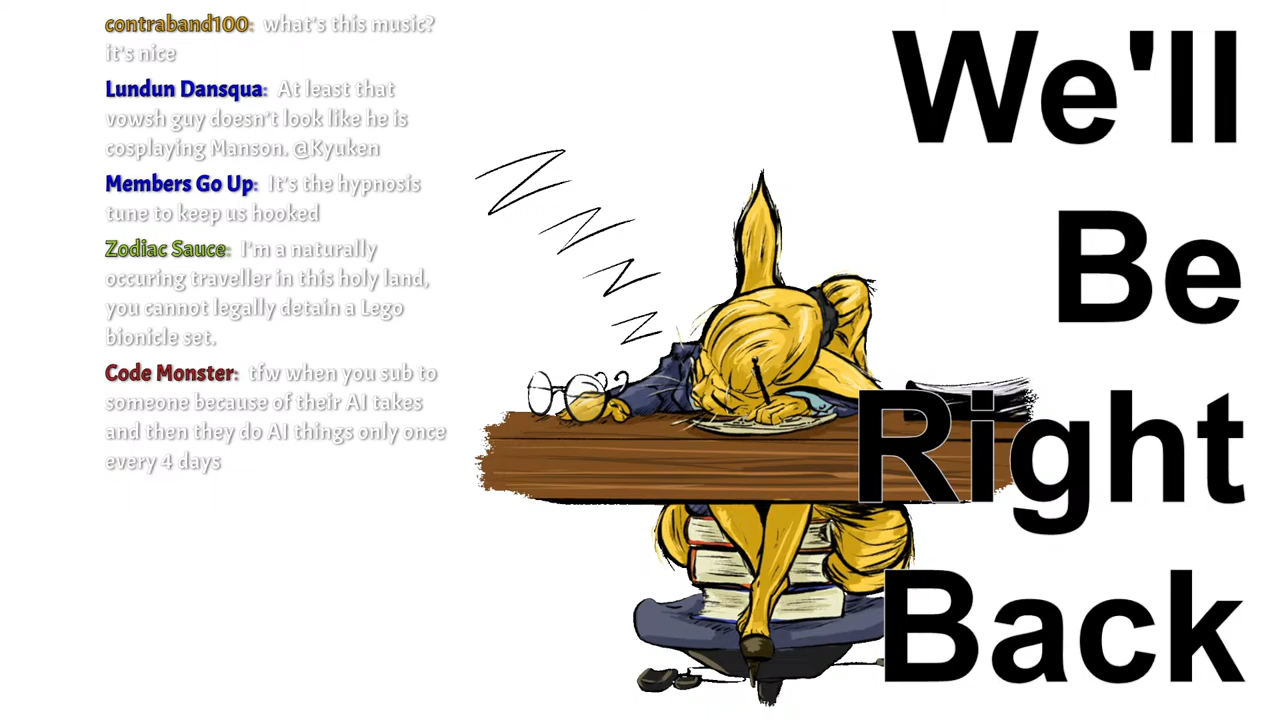 contraband100: what's this music?
it's nice
Lundun Dansqua: At least that
vowsh guy doesn't look like he is
cosplaying Manson. @Kyuken
Members Go Up: It's the hypnosis
tune to keep us hooked
Zodiac Sauce: I'm a naturally
occuring traveller in this holy land,
you cannot legally detain a Lego
bionicle set.
Code Monster: tfw when you sub to
someone because of their AI takes
and then they do AI things only once
every 4 days
We'll
Be
Right
Back